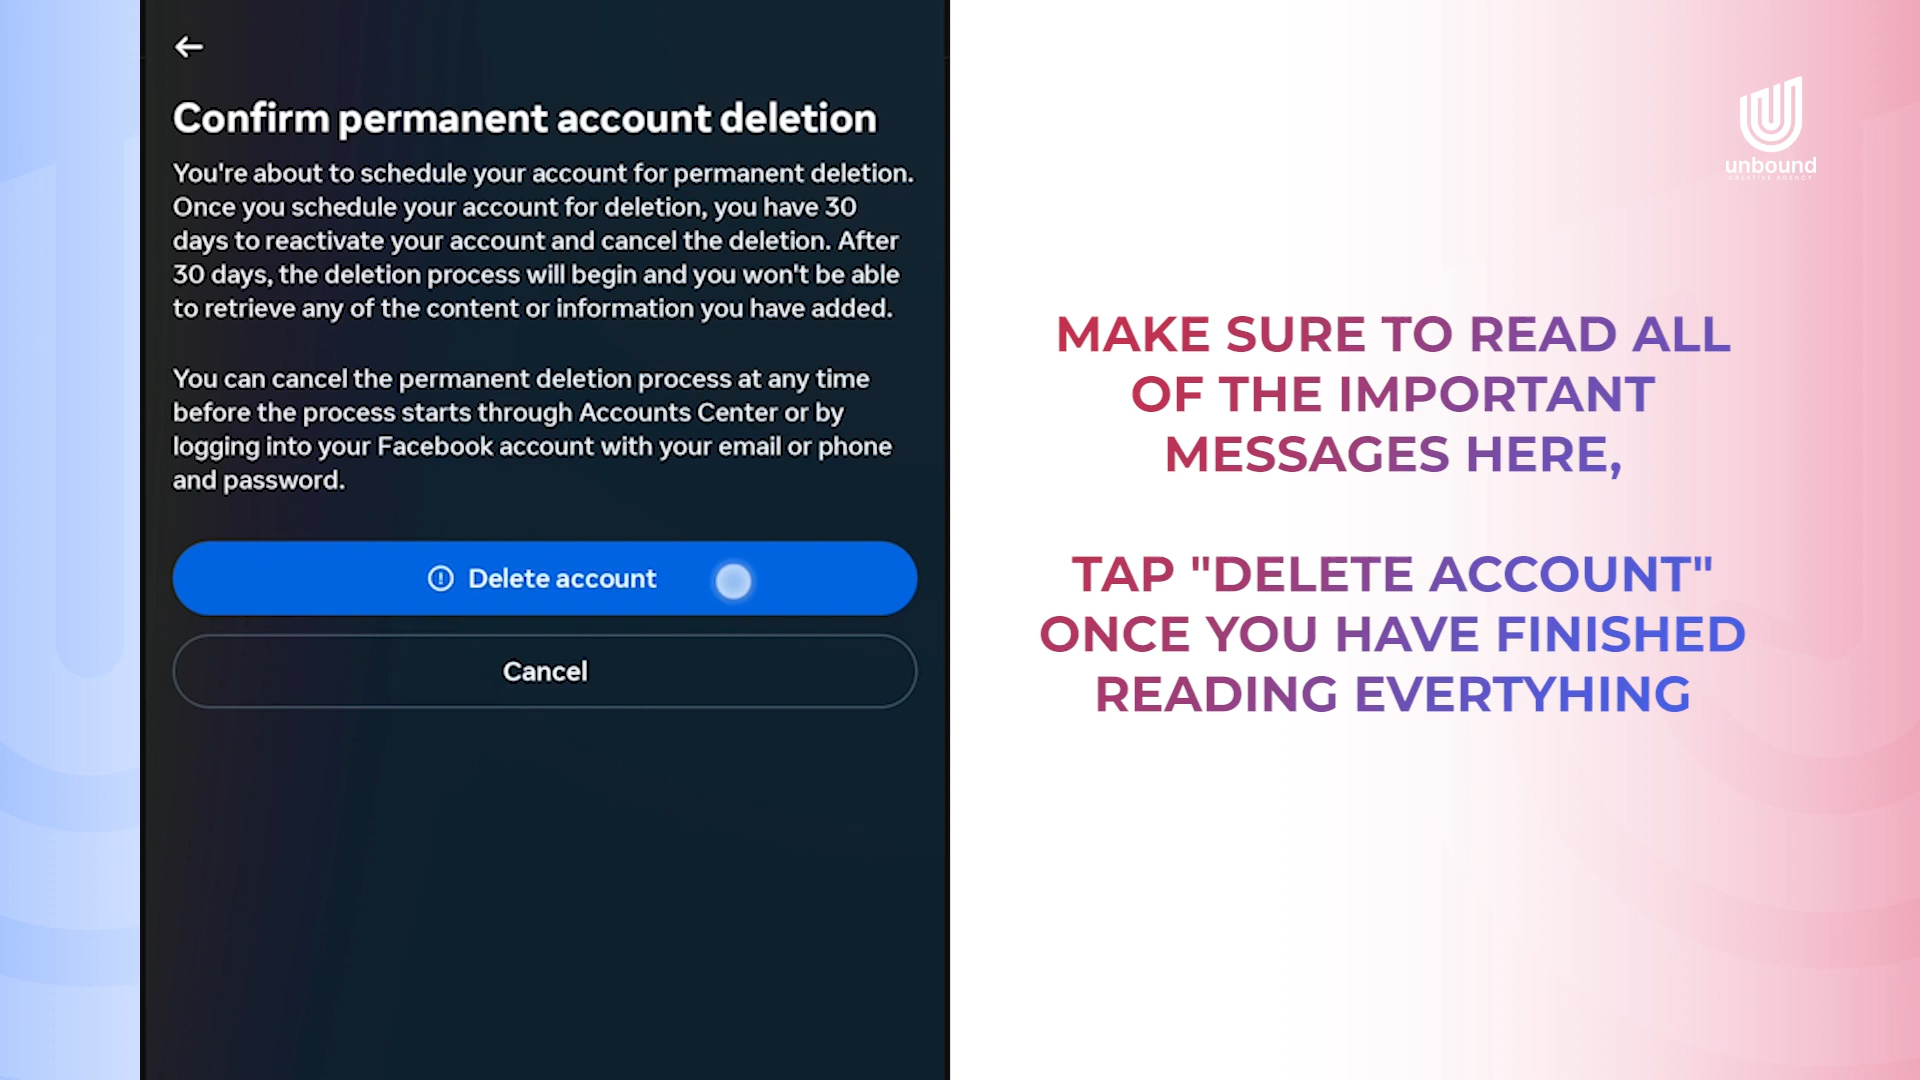 Confirm permanent account deletion
You're about to schedule your account for permanent deletion.
Once you schedule your account for deletion, you have 30
days to reactivate your account and cancel the deletion. After
30 days, the deletion process will begin and you won't be able
to retrieve any of the content or information you have added.
You can cancel the permanent deletion process at any time
before the process starts through Accounts Center or by
logging into your Facebook account with your email or phone
and password.
Delete account
Cancel
unbound
CREATIVE AGENCY
MAKE SURE TO READ ALL
OF THE IMPORTANT
MESSAGES HERE,
TAP "DELETE ACCOUNT"
ONCE YOU HAVE FINISHED
READING EVERTYHING